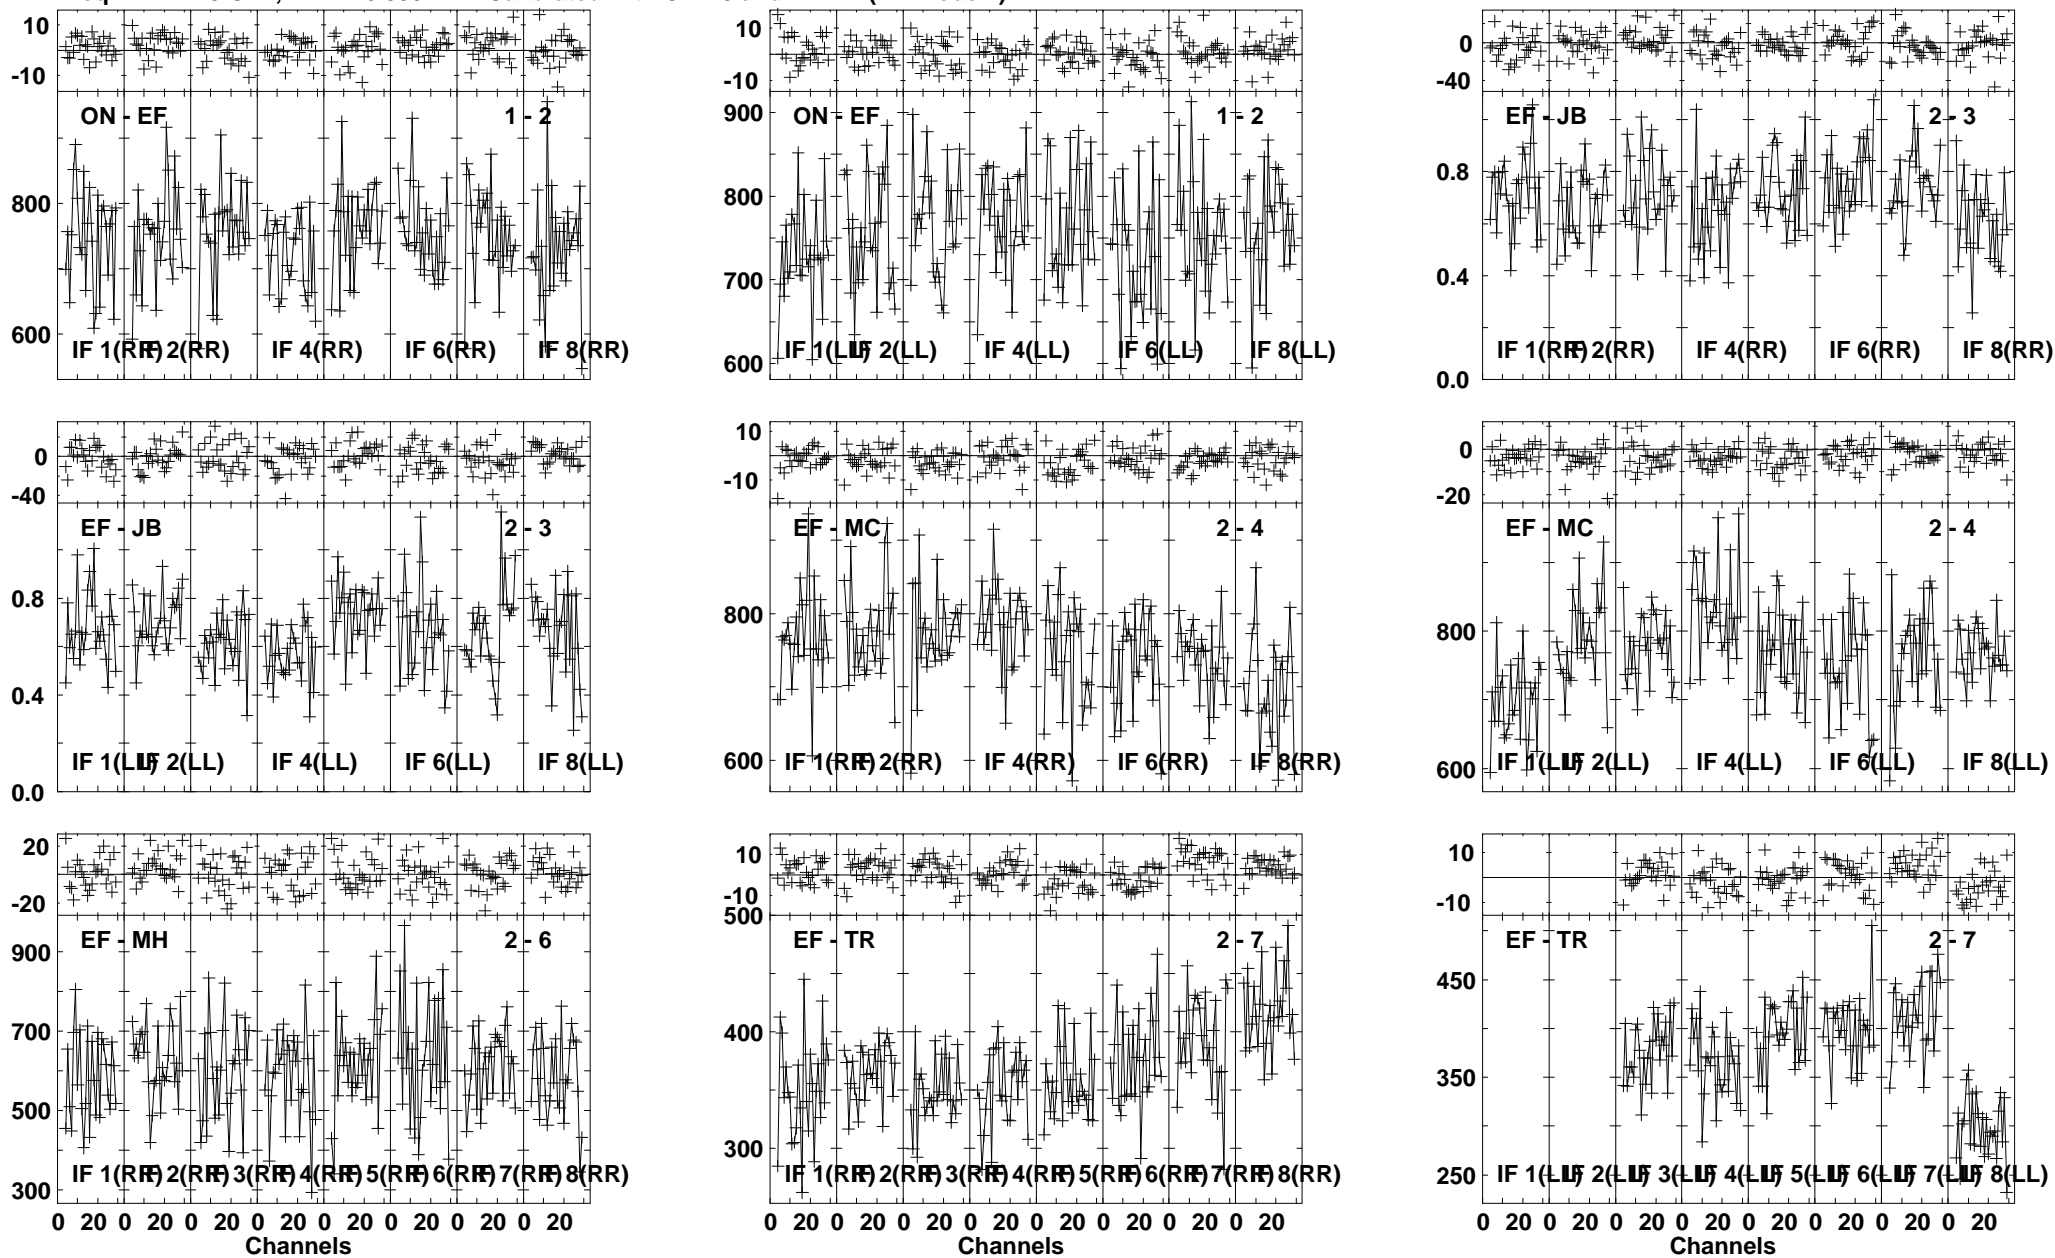 10
-10
ON - EF 1 - 2
800
600
IF 1(RR) IF 2(RR) IF 4(RR) IF 6(RR) IF 8(RR)
10
-10
900
ON - EF 1 - 2
800
700
600
IF 1(LL) IF 2(LL) IF 4(LL) IF 6(LL) IF 8(LL)
0
-40
EF - JB 2 - 3
0.8
0.4
0.0
IF 1(RR) IF 2(RR) IF 4(RR) IF 6(RR) IF 8(RR)
0
-40
EF - JB 2 - 3
0.8
0.4
0.0
IF 1(LL) IF 2(LL) IF 4(LL) IF 6(LL) IF 8(LL)
10
-10
EF - MC 2 - 4
800
600
IF 1(RR) IF 2(RR) IF 4(RR) IF 6(RR) IF 8(RR)
0
-20
EF - MC 2 - 4
800
600
IF 1(LL) IF 2(LL) IF 4(LL) IF 6(LL) IF 8(LL)
20
-20
900
EF - MH 2 - 6
700
500
300
IF 1(RR) IF 2(RR) IF 3(RR) IF 4(RR) IF 5(RR) IF 6(RR) IF 7(RR) IF 8(RR)
0 20 0 20 0 20 0 20 0 20 0 20 0 20 0 20
Channels
10
-10
500
EF - TR 2 - 7
400
300
IF 1(RR) IF 2(RR) IF 3(RR) IF 4(RR) IF 5(RR) IF 6(RR) IF 7(RR) IF 8(RR)
0 20 0 20 0 20 0 20 0 20 0 20 0 20 0 20
Channels
10
-10
EF - TR 2 - 7
450
350
250
IF 1(LL) IF 2(LL) IF 3(LL) IF 4(LL) IF 5(LL) IF 6(LL) IF 7(LL) IF 8(LL)
0 20 0 20 0 20 0 20 0 20 0 20 0 20 0 20
Channels